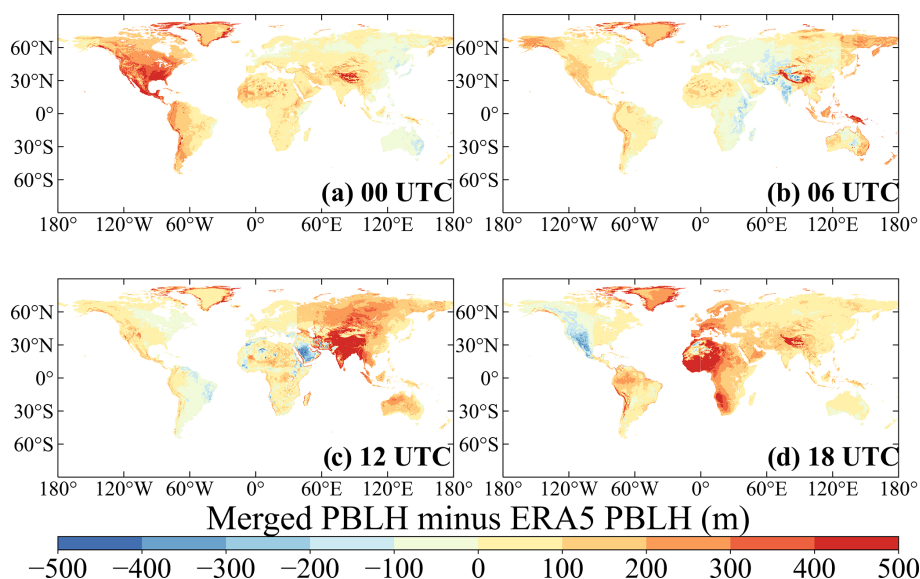 60°N
30°N
0°
30°S
60°S
(a) 00 UTC
180° 120°W 60°W 0° 60°E 120°E 180°
60°N
30°N
0°
30°S
60°S
(b) 06 UTC
180° 120°W 60°W 0° 60°E 120°E 180°
60°N
30°N
0°
30°S
60°S
(c) 12 UTC
180° 120°W 60°W 0° 60°E 120°E 180°
60°N
30°N
0°
30°S
60°S
(d) 18 UTC
180° 120°W 60°W 0° 60°E 120°E 180°
Merged PBLH minus ERA5 PBLH (m)
−500 −400 −300 −200 −100 0 100 200 300 400 500